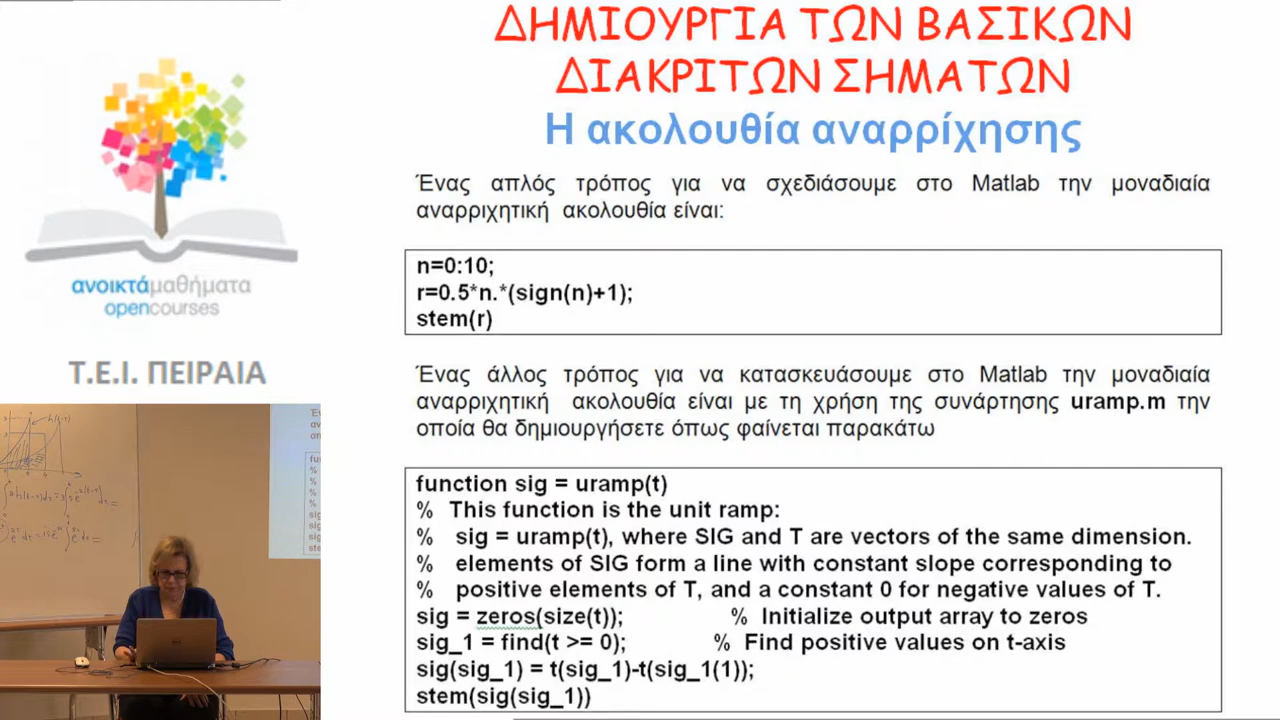 ΔΗΜΙΟΥΡΓΙΑ ΤΩΝ ΒΑΣΙΚΩΝ
ΔΙΑΚΡΙΤΩΝ ΣΗΜΑΤΩΝ
Η ακολουθία αναρρίχησης
Ένας απλός τρόπος για να σχεδιάσουμε στο Matlab την μοναδιαία
αναρριχητική ακολουθία είναι:
n=0:10;
r=0.5*n.*(sign(n)+1);
stem(r)
Ένας άλλος τρόπος για να κατασκευάσουμε στο Matlab την μοναδιαία
αναρριχητική ακολουθία είναι με τη χρήση της συνάρτησης uramp.m την
οποία θα δημιουργήσετε όπως φαίνεται παρακάτω
function sig = uramp(t)
% This function is the unit ramp:
% sig = uramp(t), where SIG and T are vectors of the same dimension.
% elements of SIG form a line with constant slope corresponding to
% positive elements of T, and a constant 0 for negative values of T.
sig = zeros(size(t)); % Initialize output array to zeros
sig_1 = find(t >= 0); % Find positive values on t-axis
sig(sig_1) = t(sig_1)-t(sig_1(1));
stem(sig(sig_1))
ανοικτάμαθήματα
opencourses
Τ.Ε.Ι. ΠΕΙΡΑΙΑ